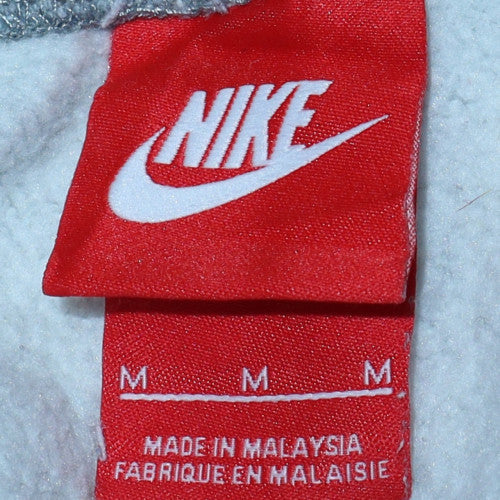 NIKE
M M M
MADE IN MALAYSIA
FABRIQUE EN MALAISIE